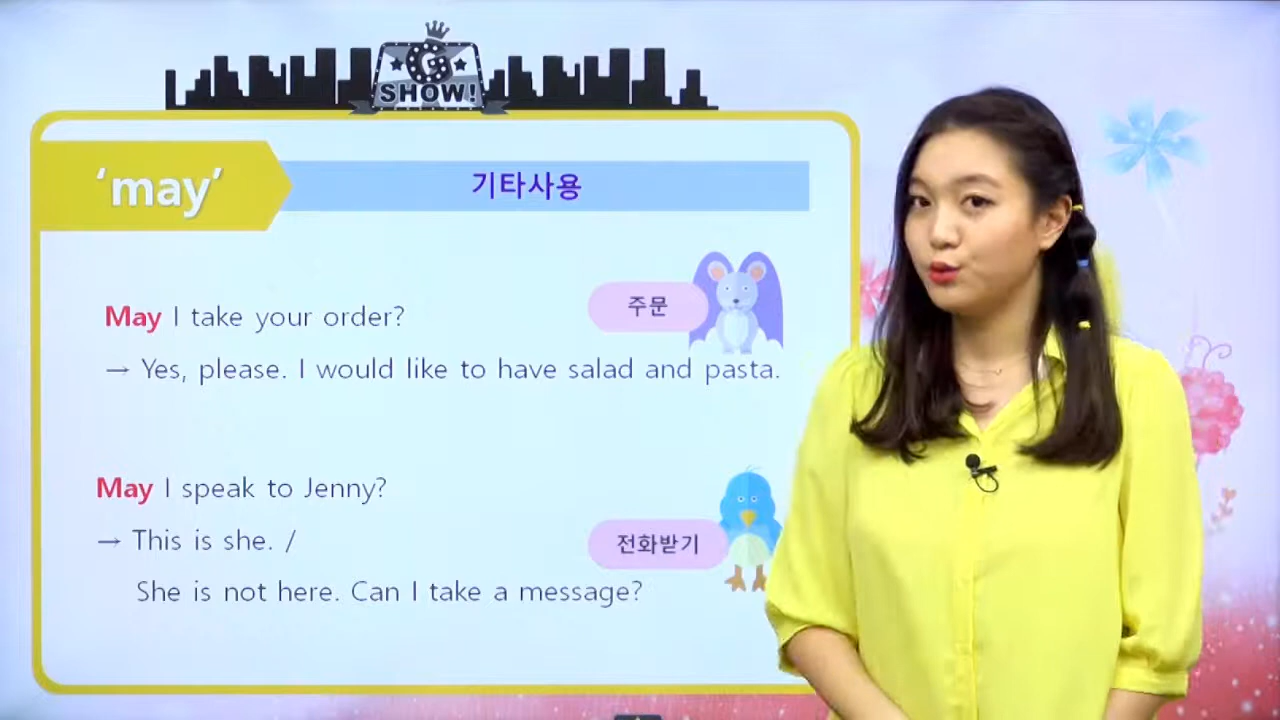 G
SHOW!
‘may’
기타사용
May I take your order?
주문
→ Yes, please. I would like to have salad and pasta.
May I speak to Jenny?
→ This is she. /
전화받기
She is not here. Can I take a message?